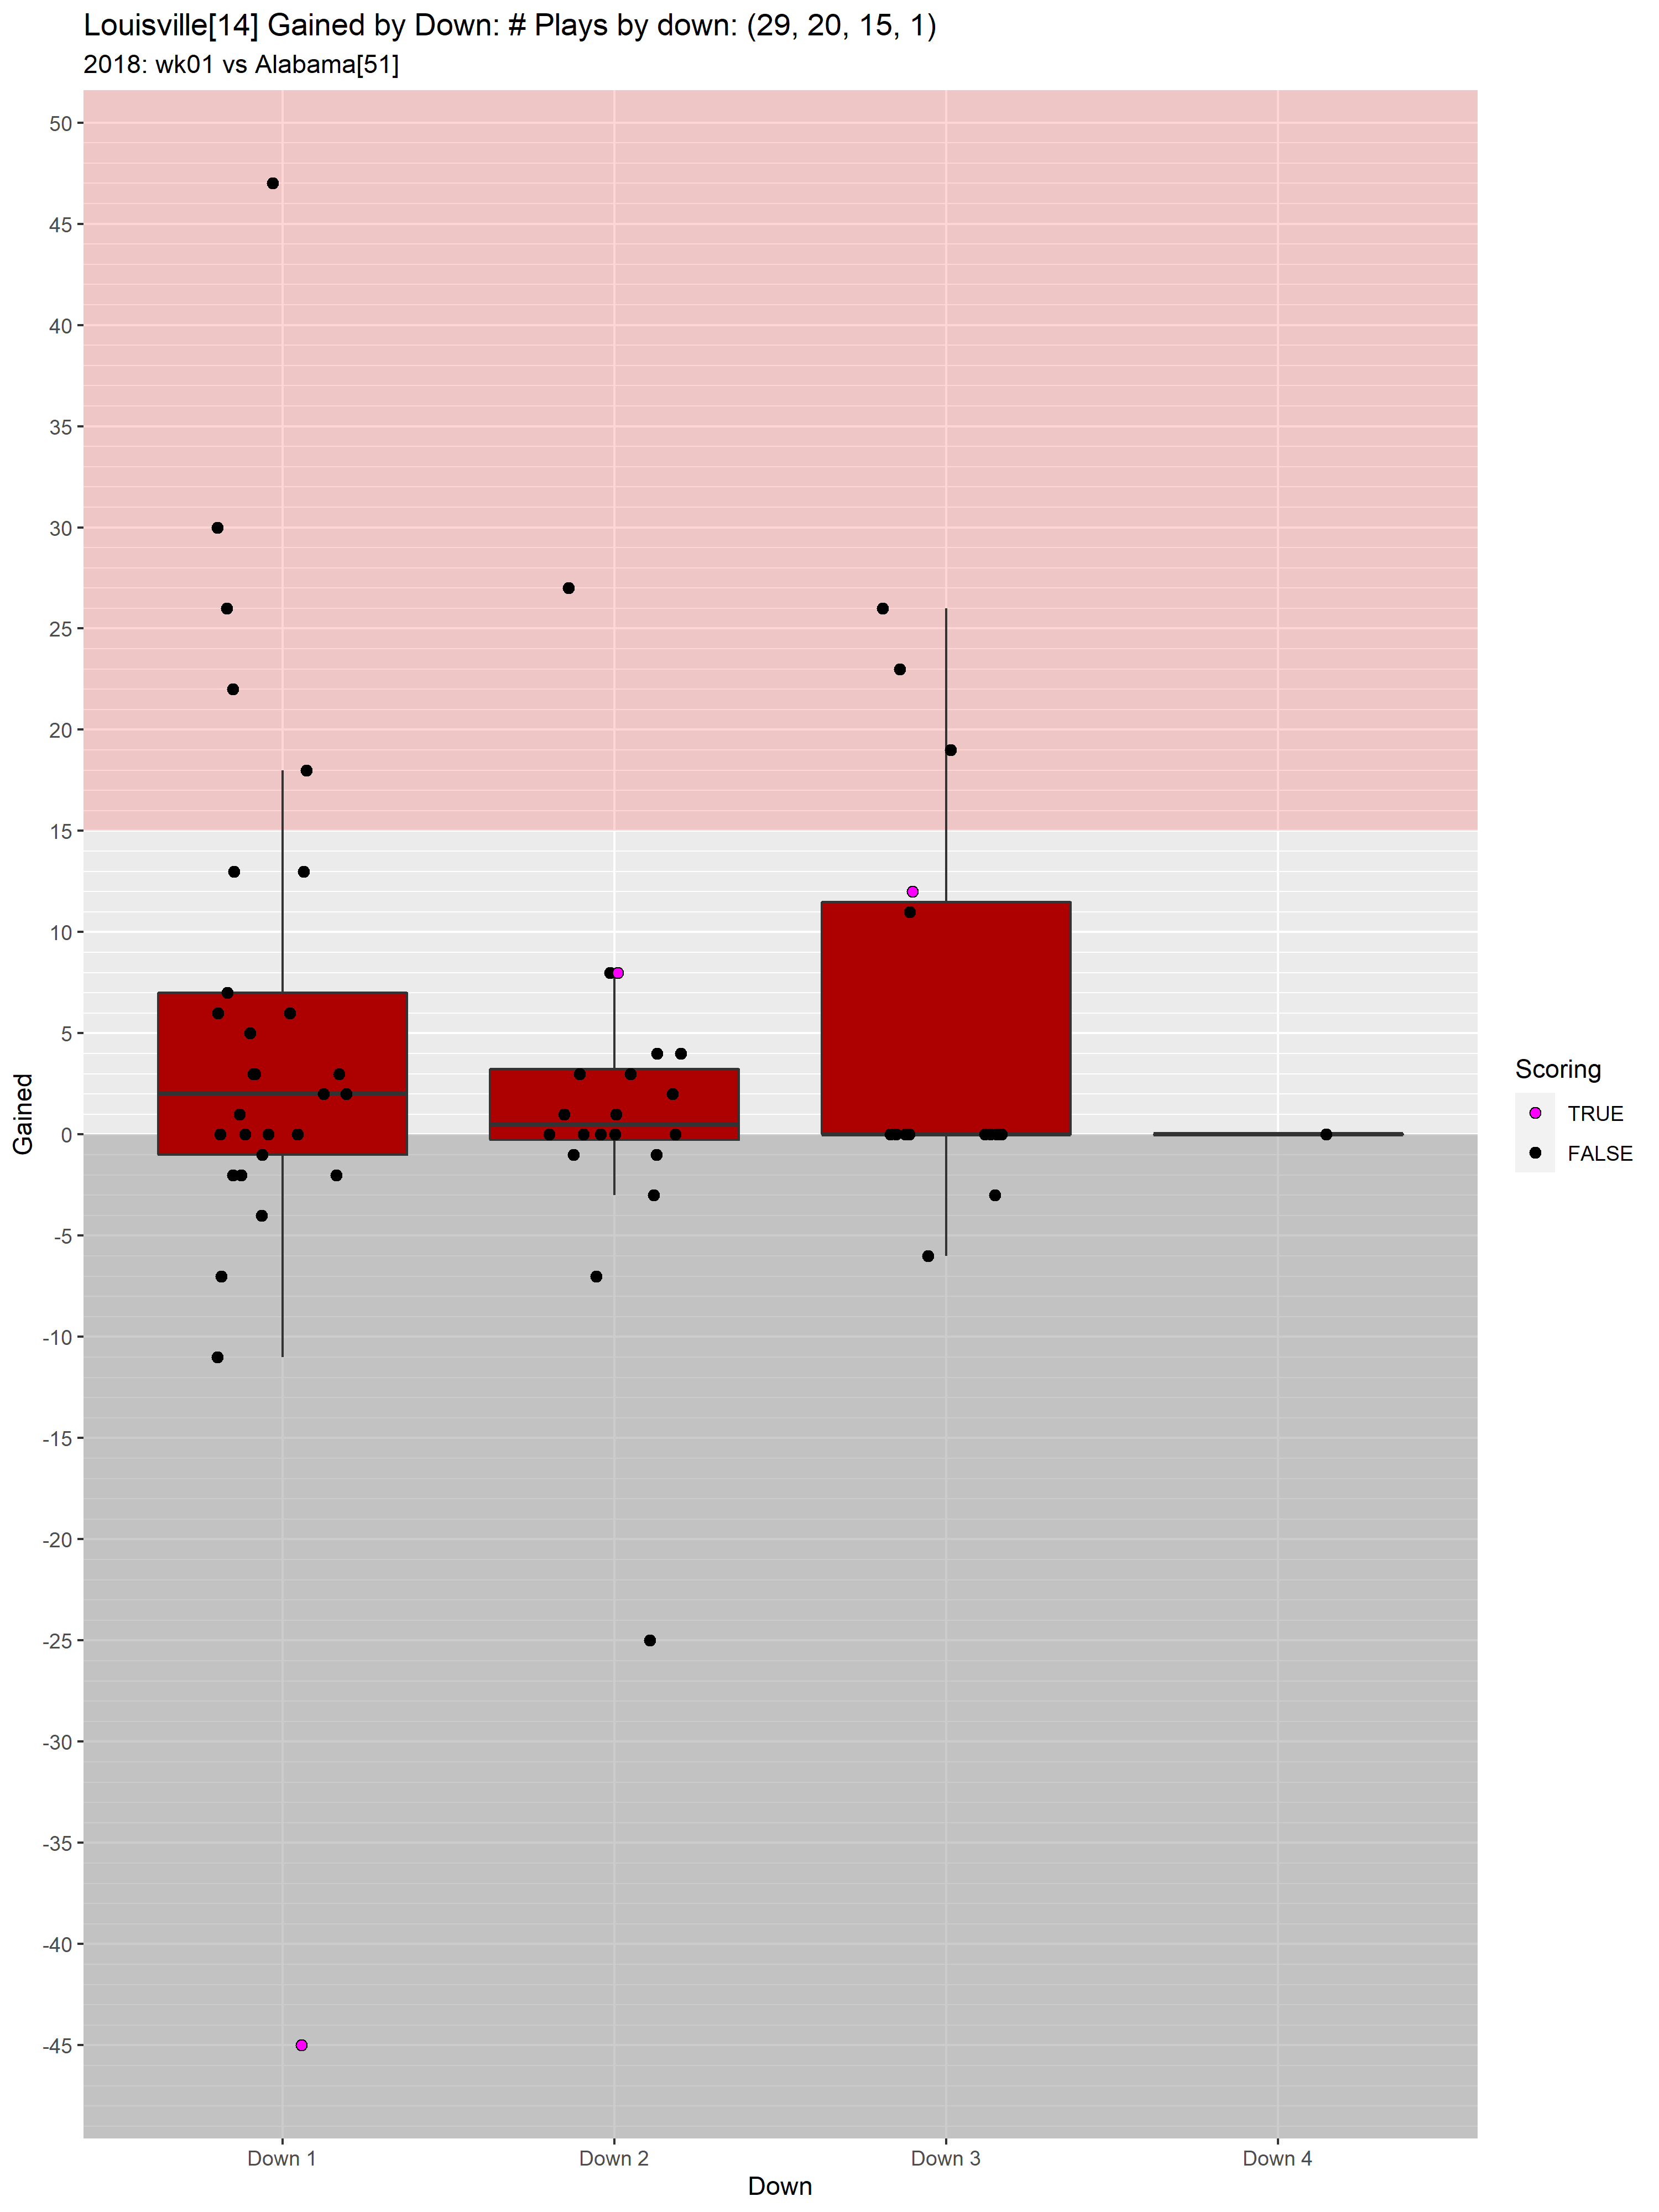 Louisville[14] Gained by Down: # Plays by down: (29, 20, 15, 1)
2018: wk01 vs Alabama[51]
50
45
40
35
30
25
20
15
10
5
0
-5
-10
-15
-20
-25
-30
-35
-40
-45
Gained
Down 1
Down 2
Down 3
Down 4
Down
Scoring
TRUE
FALSE